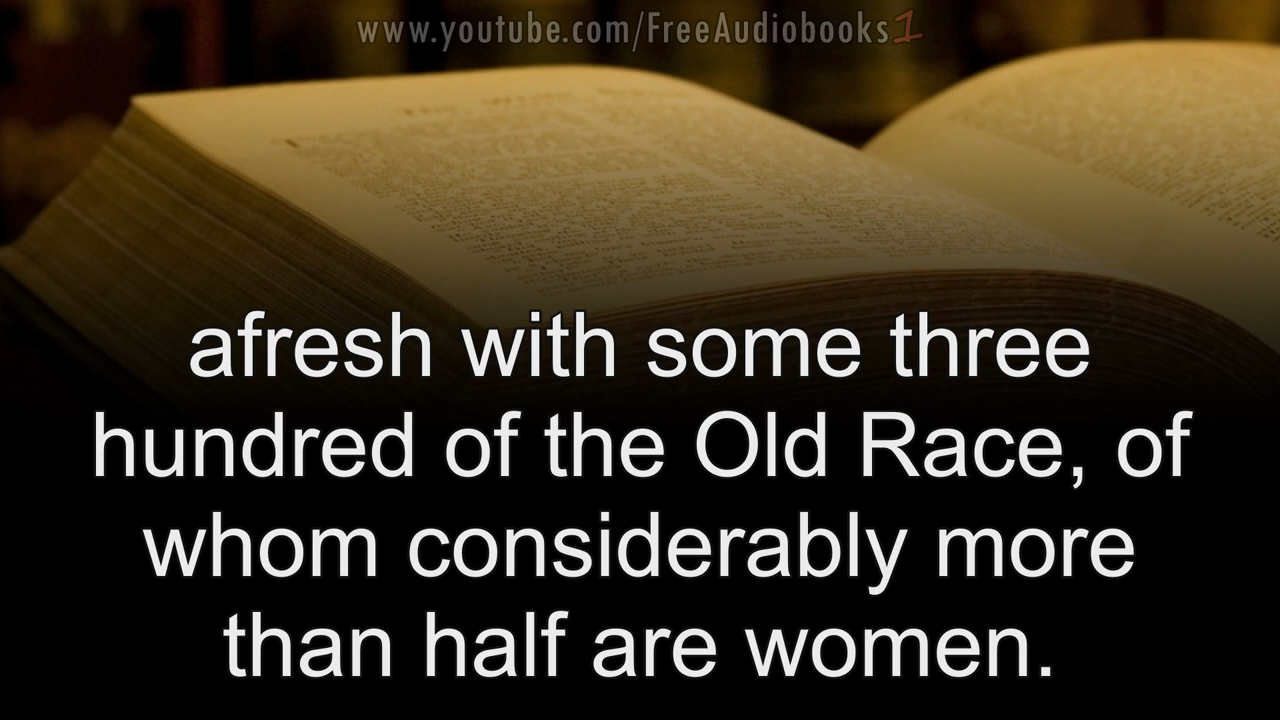 www.youtube.com/FreeAudiobooks1
afresh with some three
hundred of the Old Race, of
whom considerably more
than half are women.